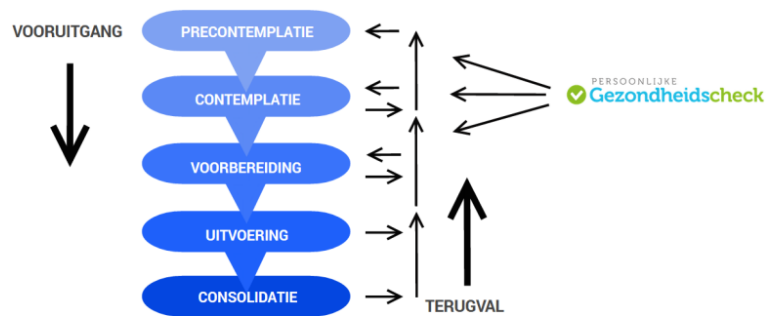 VOORUITGANG
PRECONTEMPLATIE
CONTEMPLATIE
VOORBEREIDING
UITVOERING
CONSOLIDATIE
TERUGVAL
PERSOONLIJKE
Gezondheidscheck